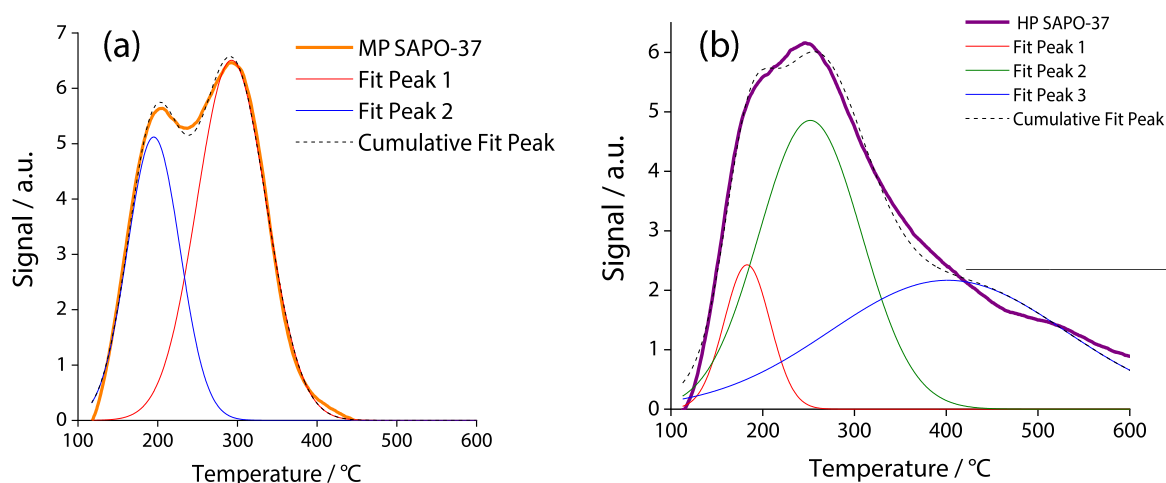 (a)
MP SAPO-37
Fit Peak 1
Fit Peak 2
Cumulative Fit Peak
Signal / a.u.
7
6
5
4
3
2
1
0
100 200 300 400 500 600
Temperature / °C
(b)
HP SAPO-37
Fit Peak 1
Fit Peak 2
Fit Peak 3
Cumulative Fit Peak
Signal / a.u.
6
5
4
3
2
1
0
100 200 300 400 500 600
Temperature / °C